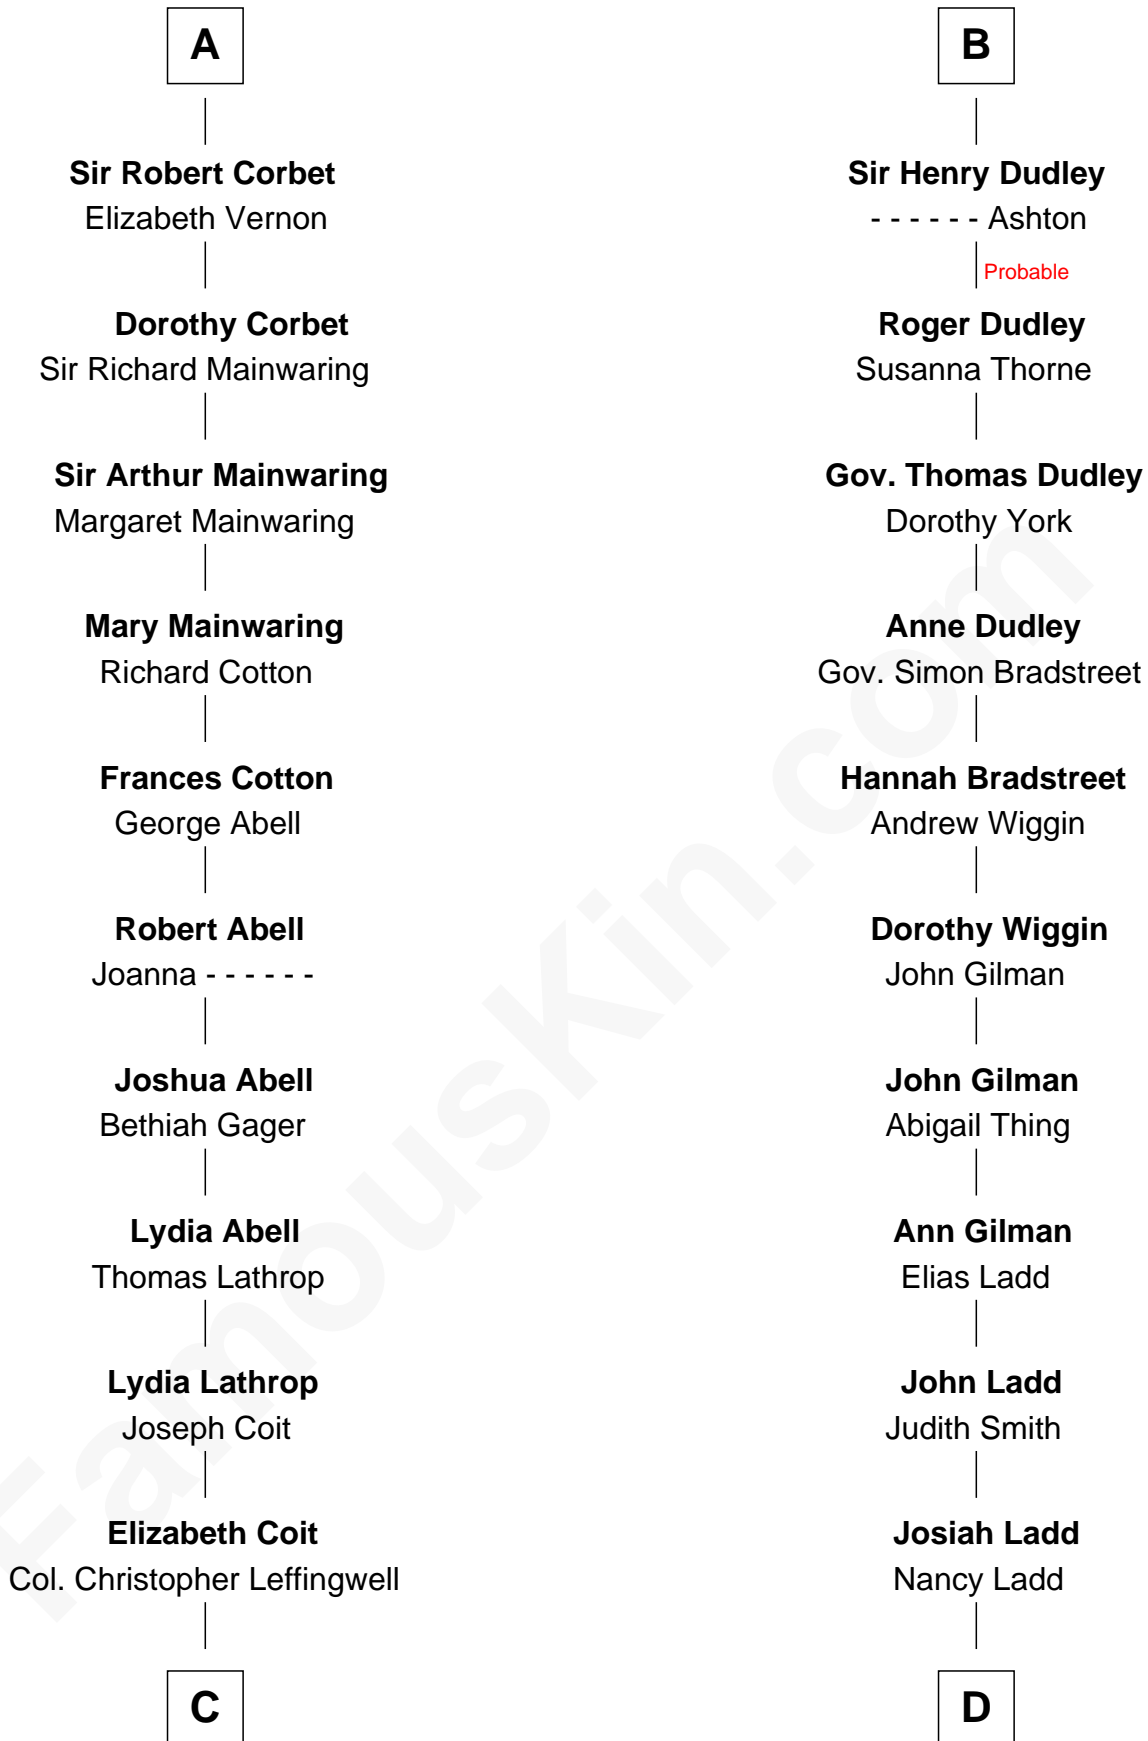 A
Sir Robert Corbet
Elizabeth Vernon
Dorothy Corbet
Sir Richard Mainwaring
Sir Arthur Mainwaring
Margaret Mainwaring
Mary Mainwaring
Richard Cotton
Frances Cotton
George Abell
Robert Abell
Joanna - - - - - -
Joshua Abell
Bethiah Gager
Lydia Abell
Thomas Lathrop
Lydia Lathrop
Joseph Coit
Elizabeth Coit
Col. Christopher Leffingwell
C
B
Sir Henry Dudley
- - - - - - Ashton
Probable
Roger Dudley
Susanna Thorne
Gov. Thomas Dudley
Dorothy York
Anne Dudley
Gov. Simon Bradstreet
Hannah Bradstreet
Andrew Wiggin
Dorothy Wiggin
John Gilman
John Gilman
Abigail Thing
Ann Gilman
Elias Ladd
John Ladd
Judith Smith
Josiah Ladd
Nancy Ladd
D
FamousKin.com